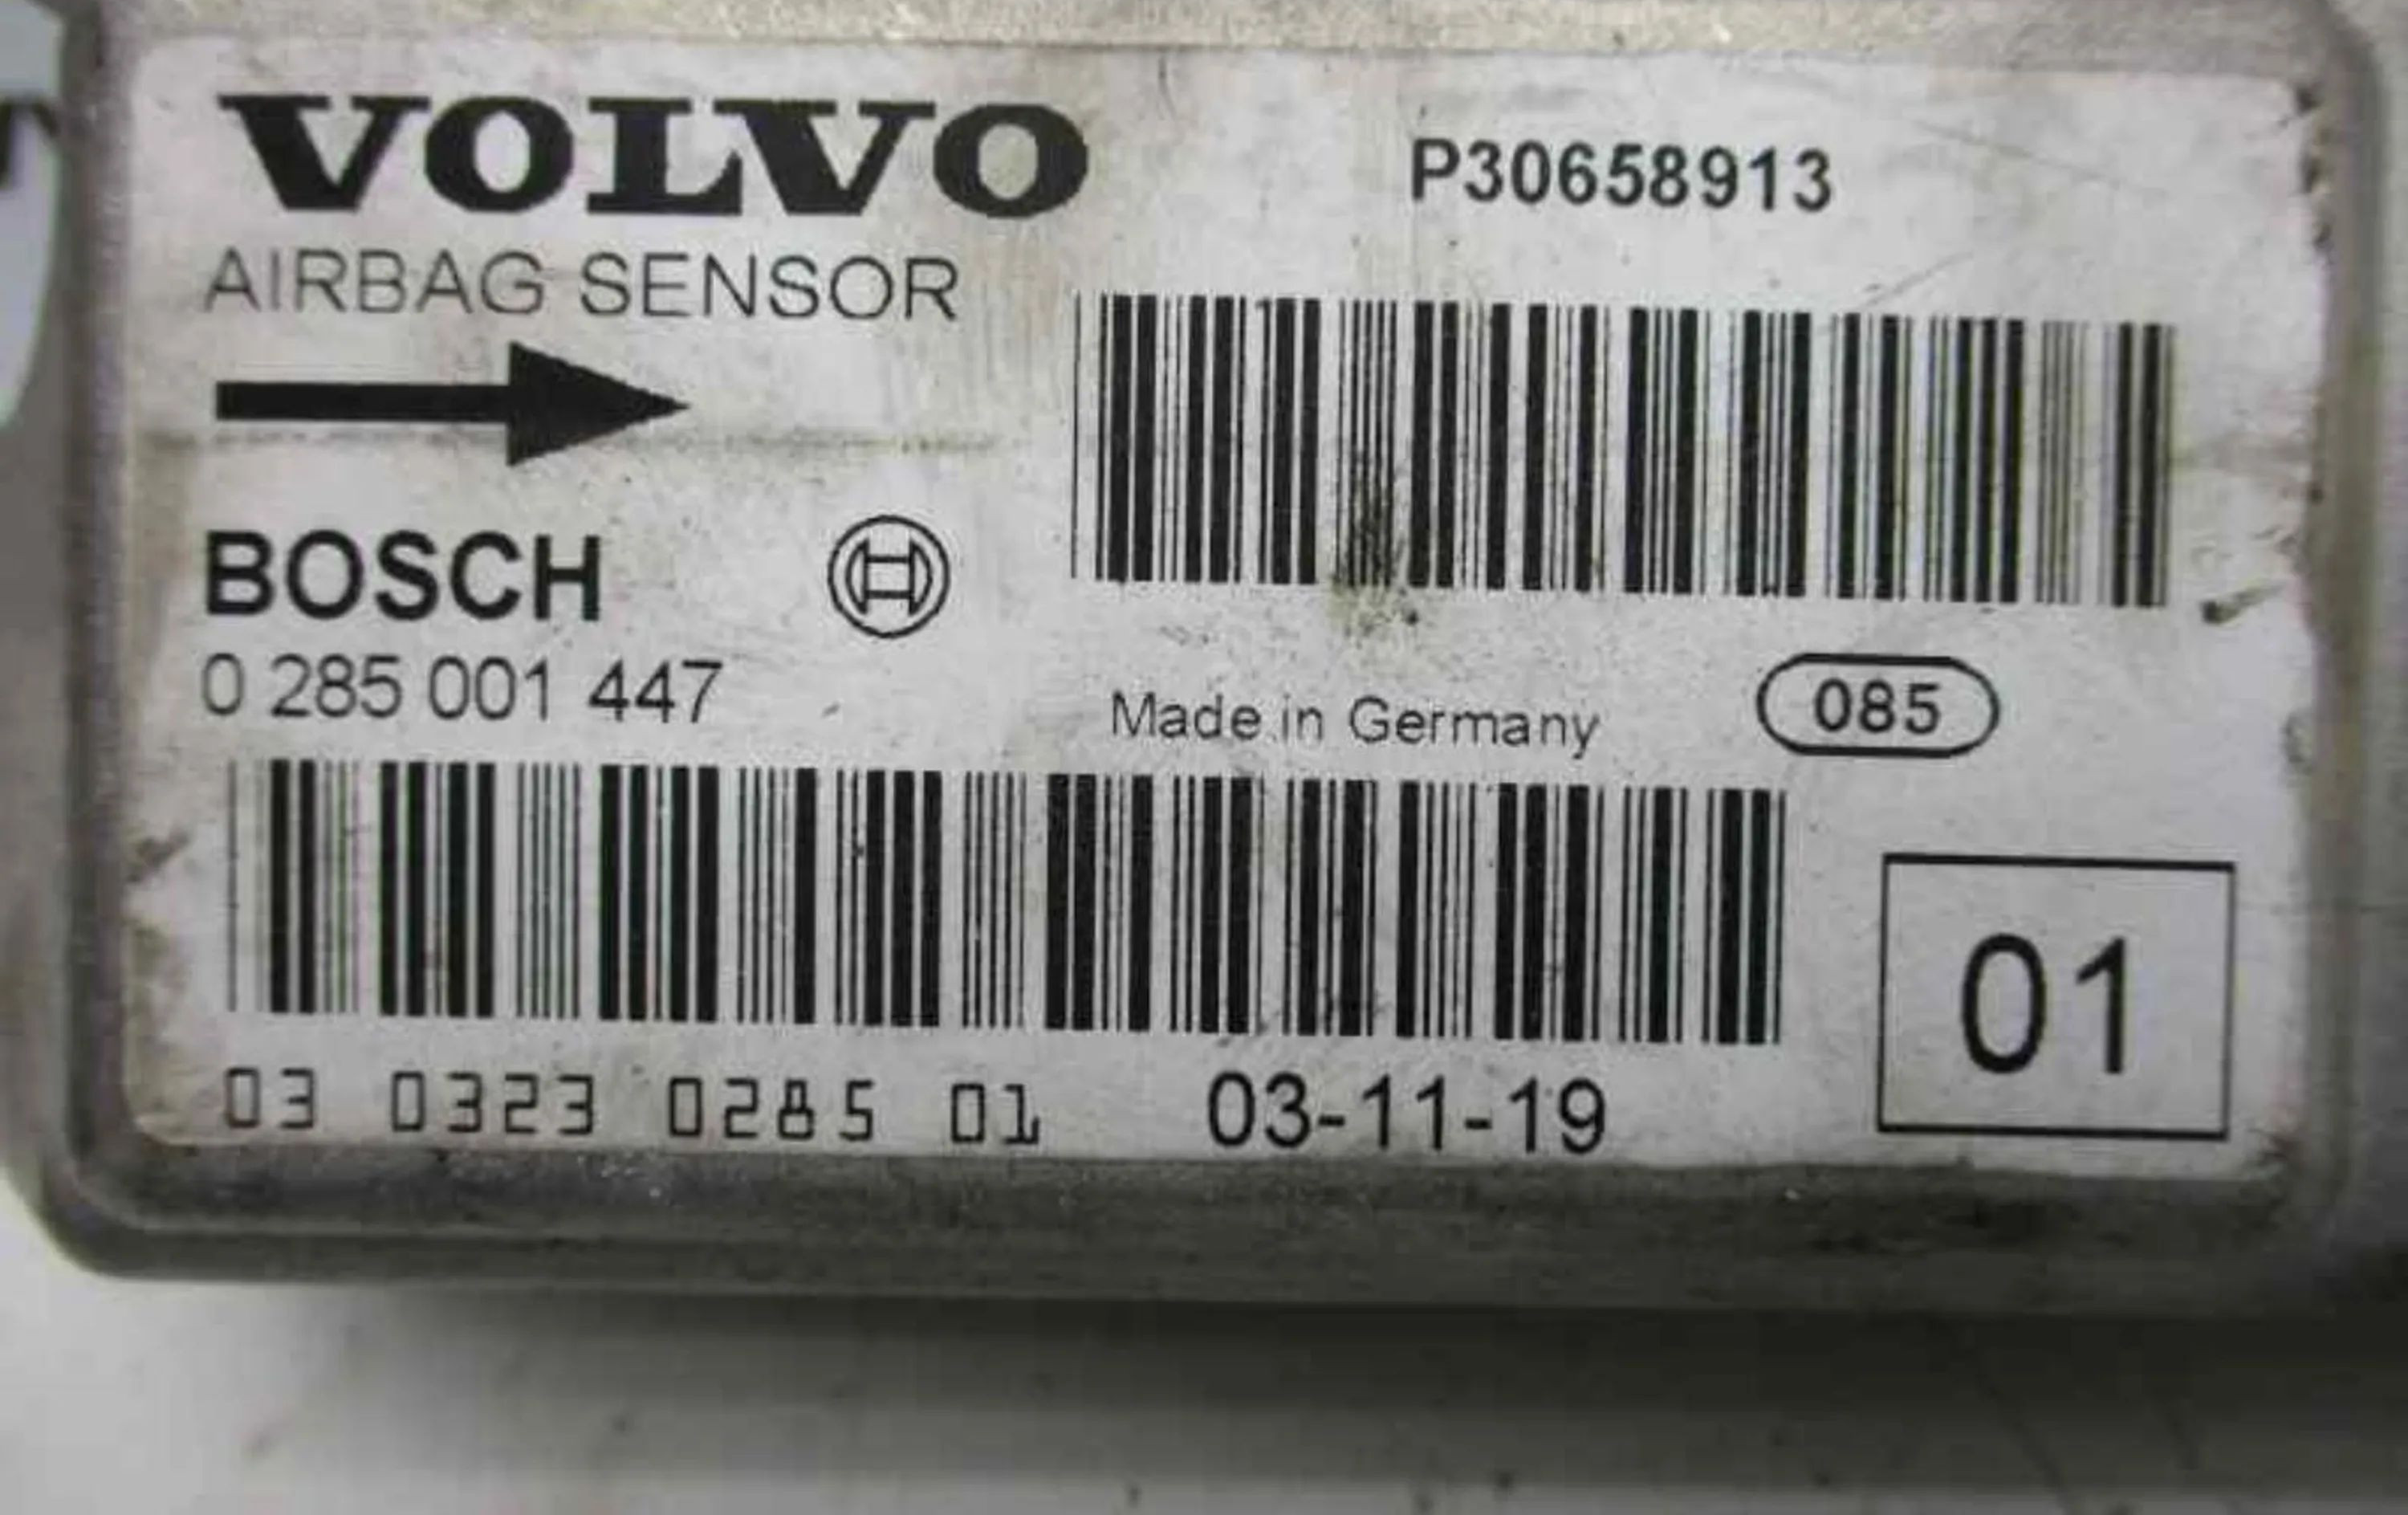 VOLVO
P30658913
AIRBAG SENSOR
BOSCH
0 285 001 447
Made in Germany
085
01
03 0323 0285 01
03-11-19